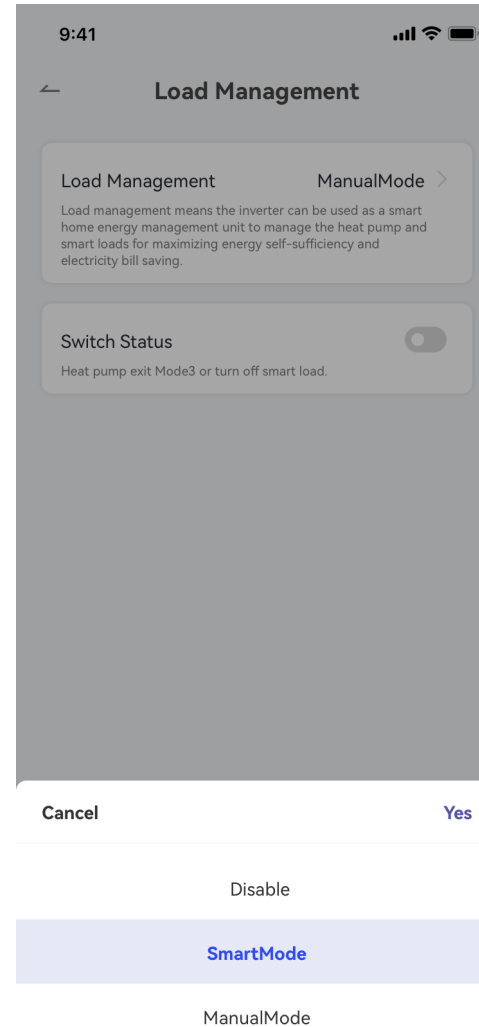 9:41
Load Management
Load Management ManualMode
Load management means the inverter can be used as a smart
home energy management unit to manage the heat pump and
smart loads for maximizing energy self-sufficiency and
electricity bill saving.
Switch Status
Heat pump exit Mode3 or turn off smart load.
Cancel Yes
Disable
SmartMode
ManualMode